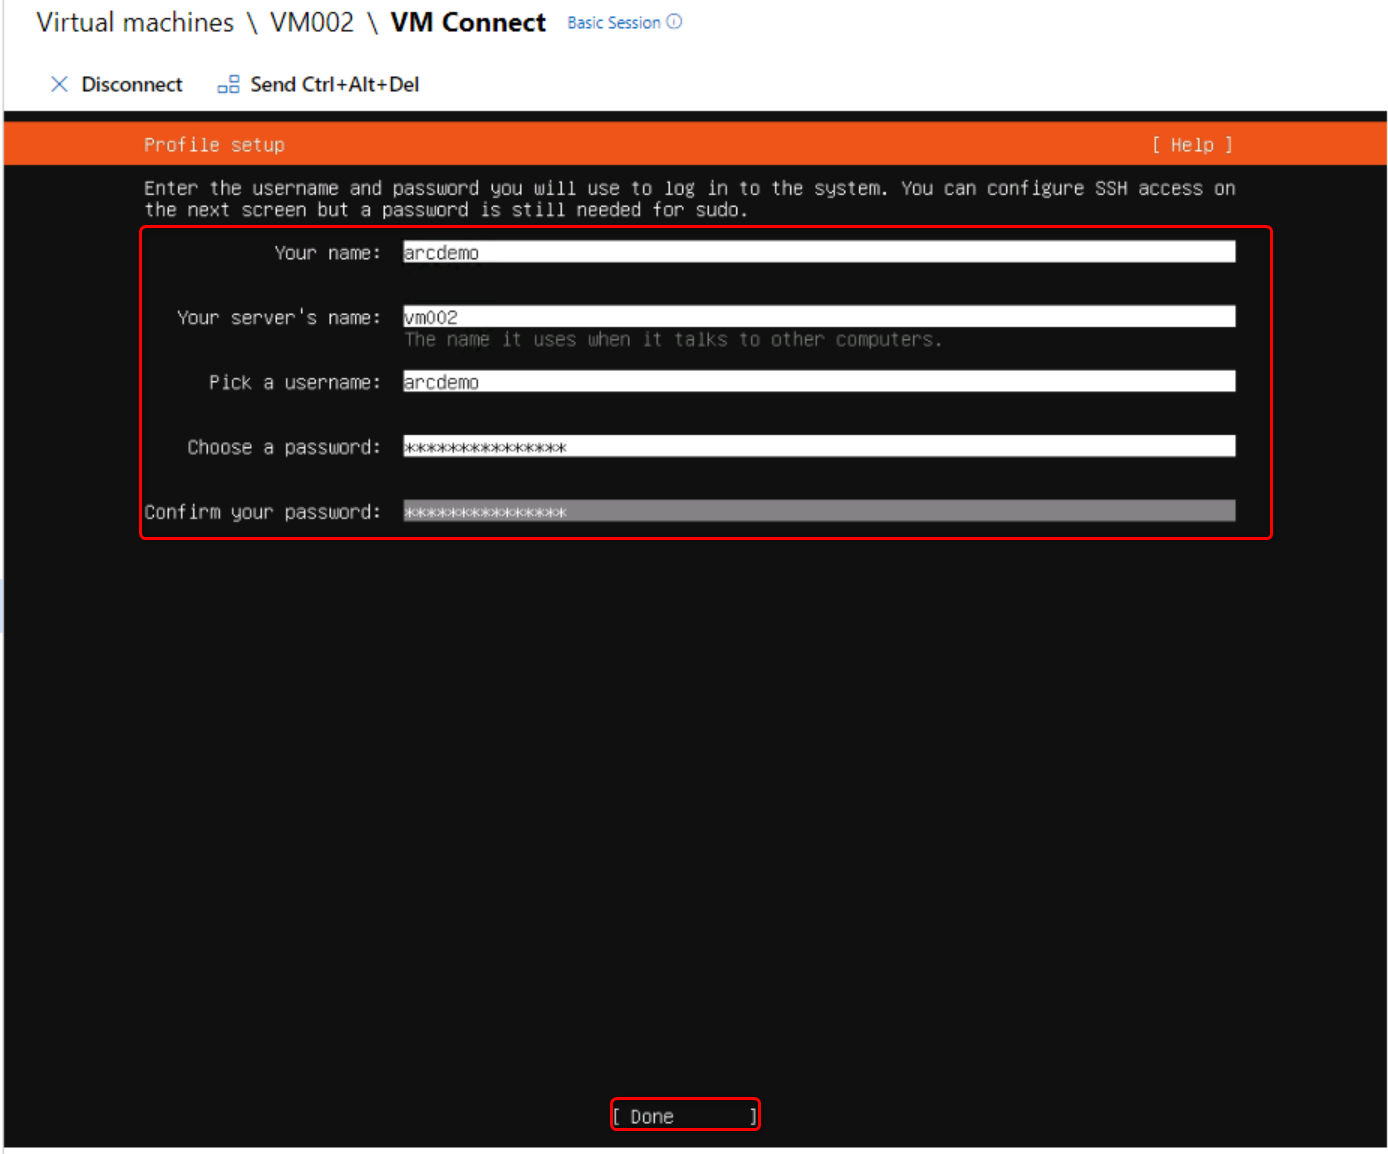 Virtual machines \ VM002 \ VM Connect Basic Session
Disconnect Send Ctrl+Alt+Del
Profile setup [ Help ]
Enter the username and password you will use to log in to the system. You can configure SSH access on
the next screen but a password is still needed for sudo.
Your name: arcdemo
Your server's name: vm002
The name it uses when it talks to other computers.
Pick a username: arcdemo
Choose a password: ***************
Confirm your password: ***************
[ Done ]